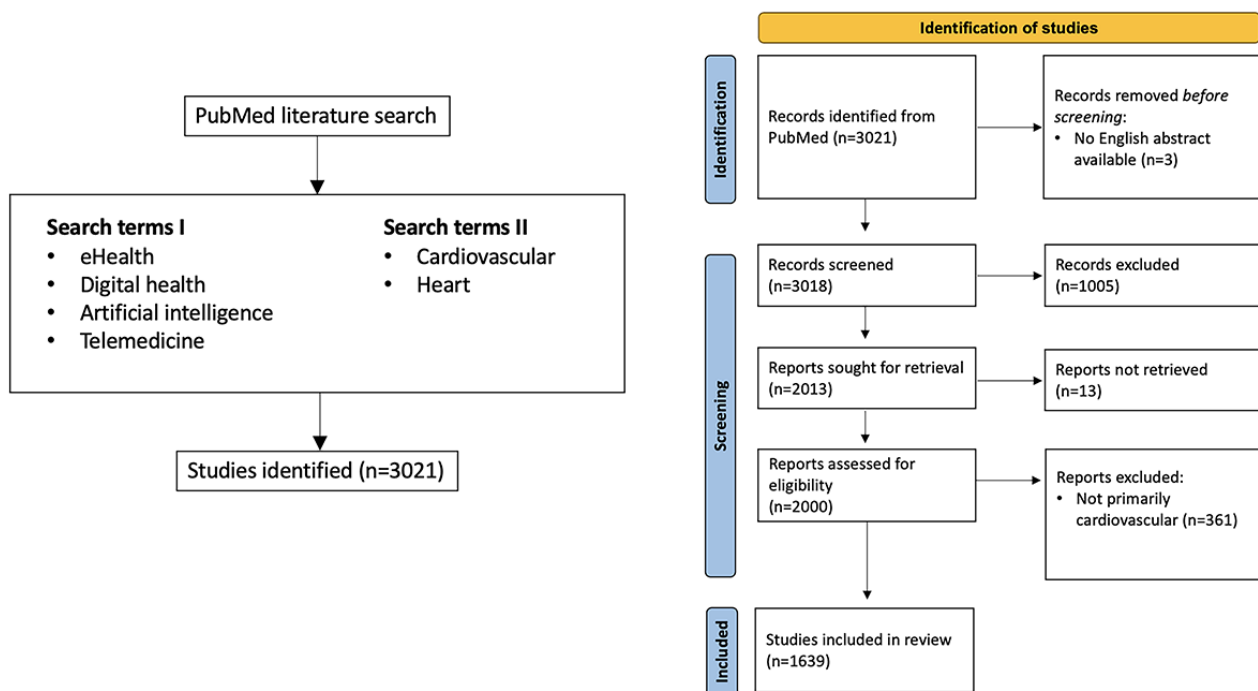 PubMed literature search
Search terms I
• eHealth
• Digital health
• Artificial intelligence
• Telemedicine
Search terms II
• Cardiovascular
• Heart
Studies identified (n=3021)
Identification of studies
Identification
Records identified from
PubMed (n=3021)
Records removed before
screening:
• No English abstract
available (n=3)
Screening
Records screened
(n=3018)
Records excluded
(n=1005)
Reports sought for retrieval
(n=2013)
Reports not retrieved
(n=13)
Reports assessed for
eligibility
(n=2000)
Reports excluded:
• Not primarily
cardiovascular (n=361)
Included
Studies included in review
(n=1639)